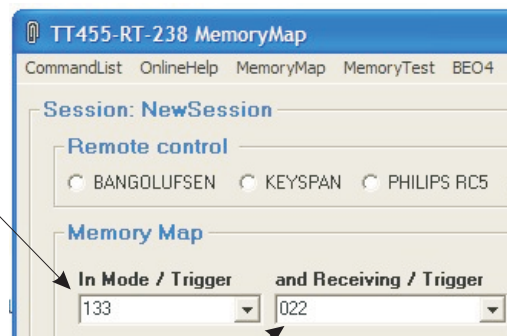 TT455-RT-238 MemoryMap
CommandList OnlineHelp MemoryMap MemoryTest BEO4
Session: NewSession
Remote control
BANGOLUFSEN KEYSPAN PHILIPS RC5
Memory Map
In Mode / Trigger and Receiving / Trigger
133 022